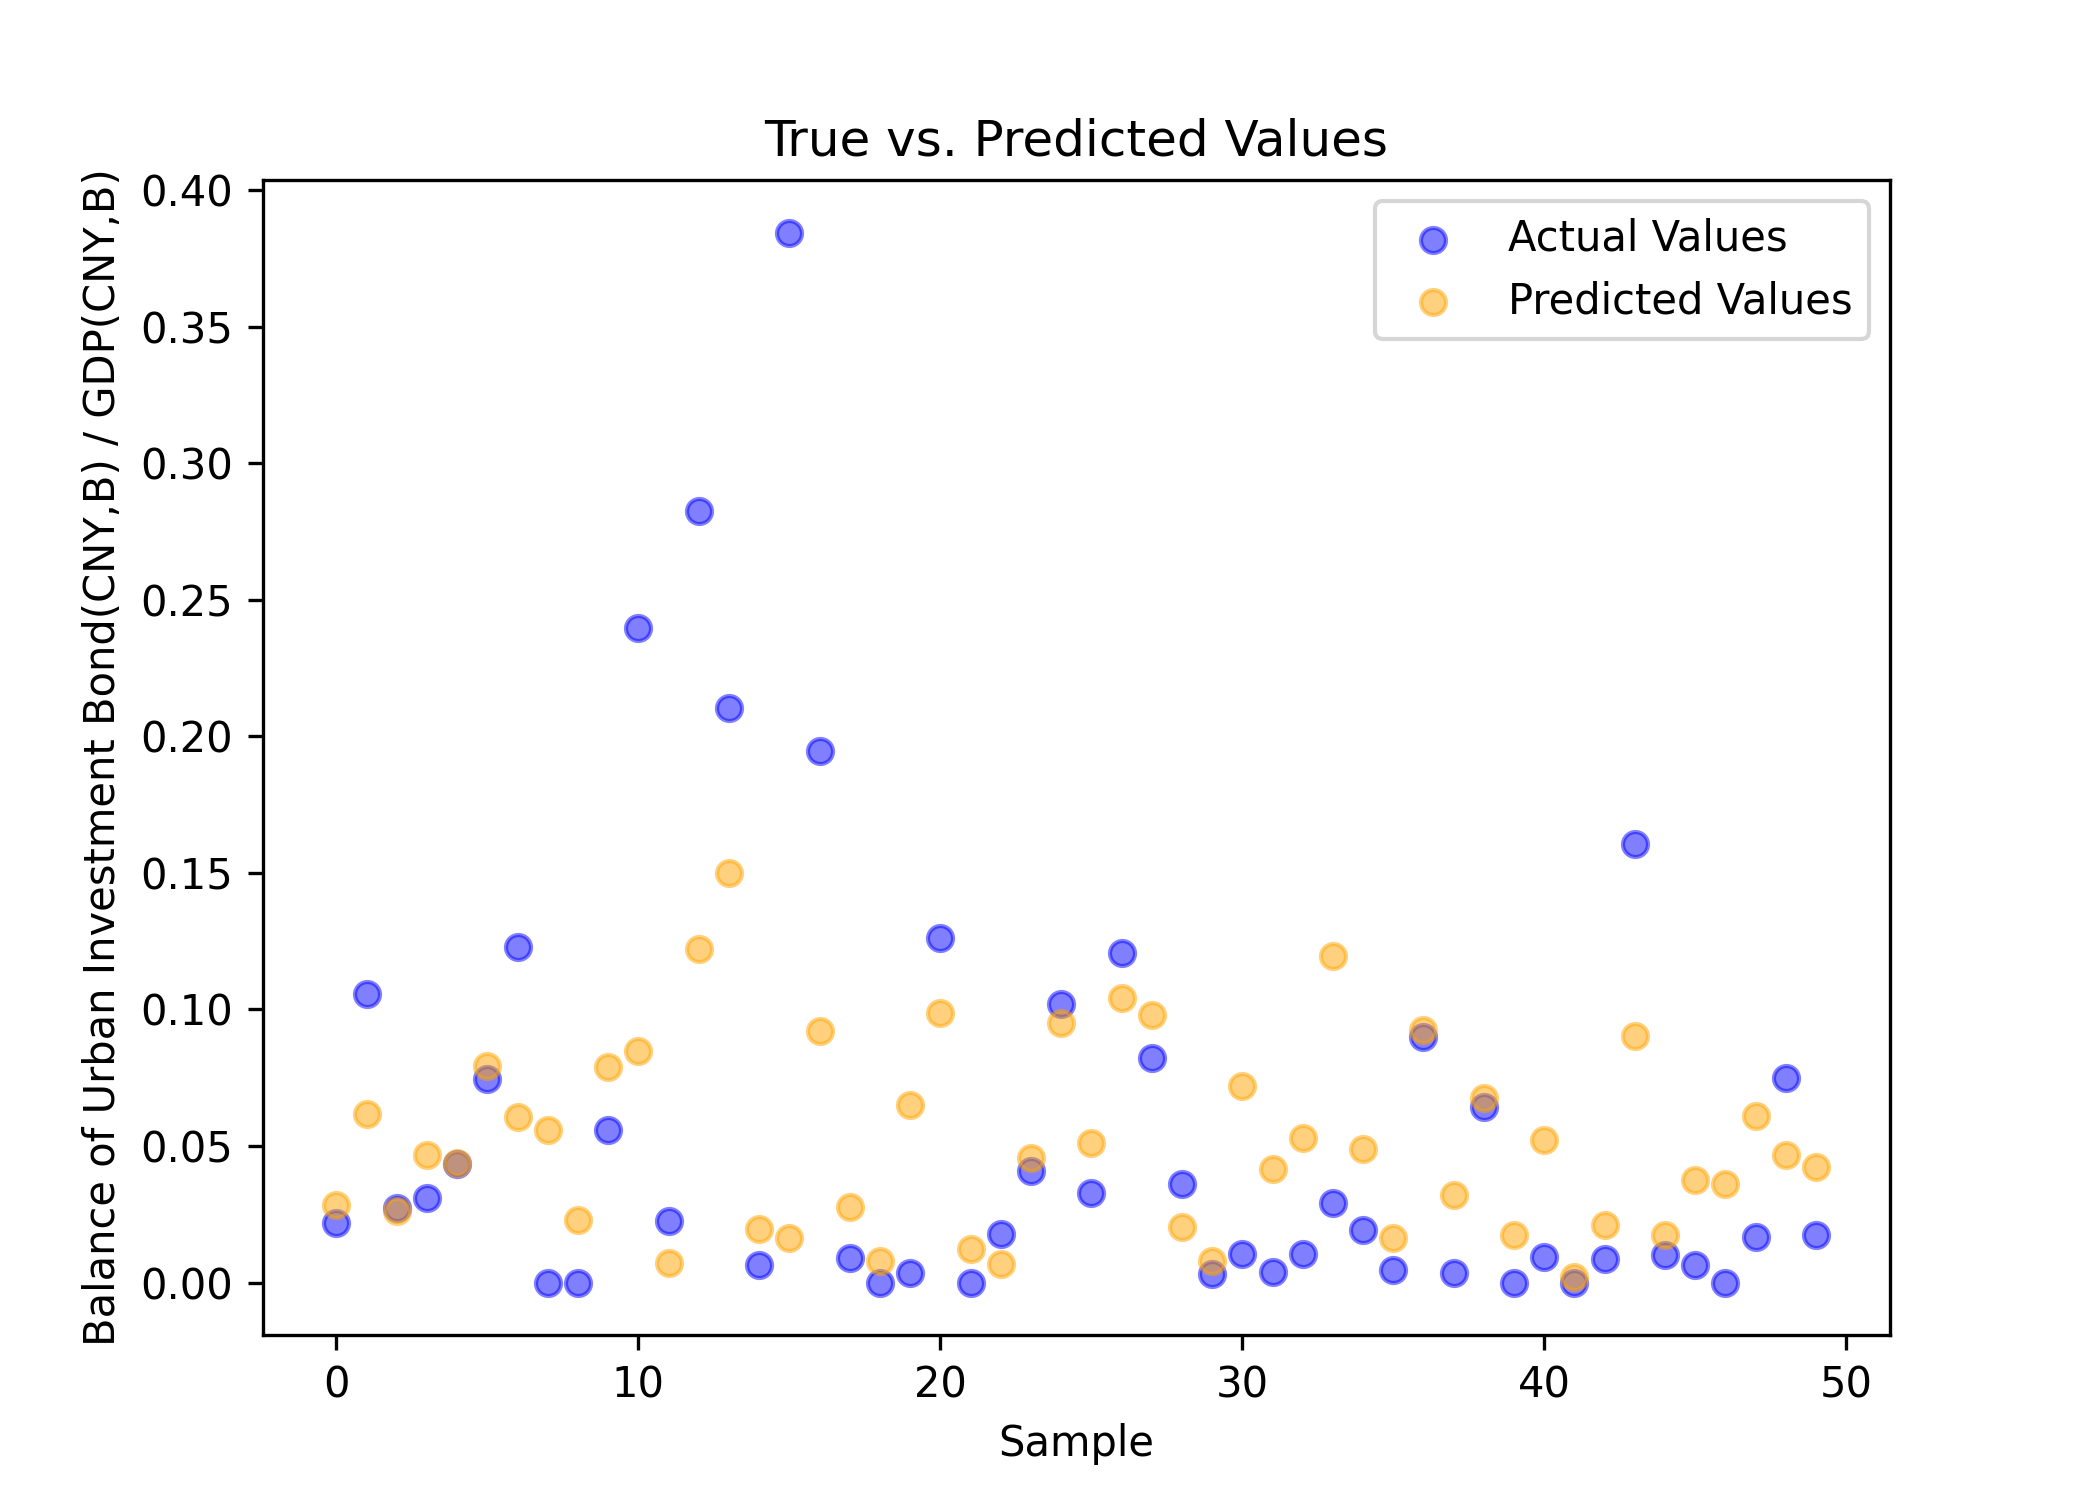 True vs. Predicted Values
Balance of Urban Investment Bond(CNY,B) / GDP(CNY,B)
0.40
0.35
0.30
0.25
0.20
0.15
0.10
0.05
0.00
Actual Values
Predicted Values
0 10 20 30 40 50
Sample